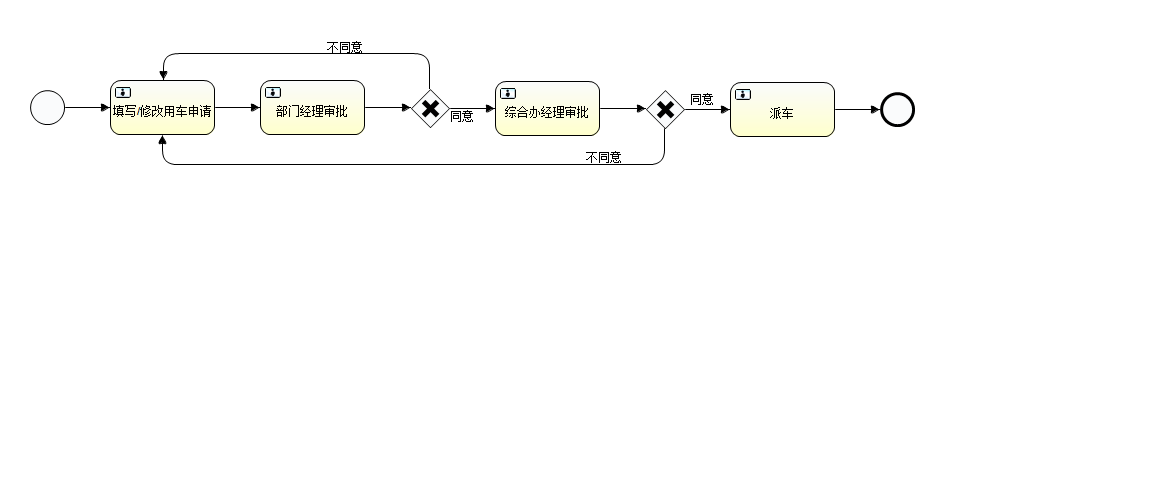 不同意
填写/修改用车申请
部门经理审批
同意
综合办经理审批
同意
派车
不同意